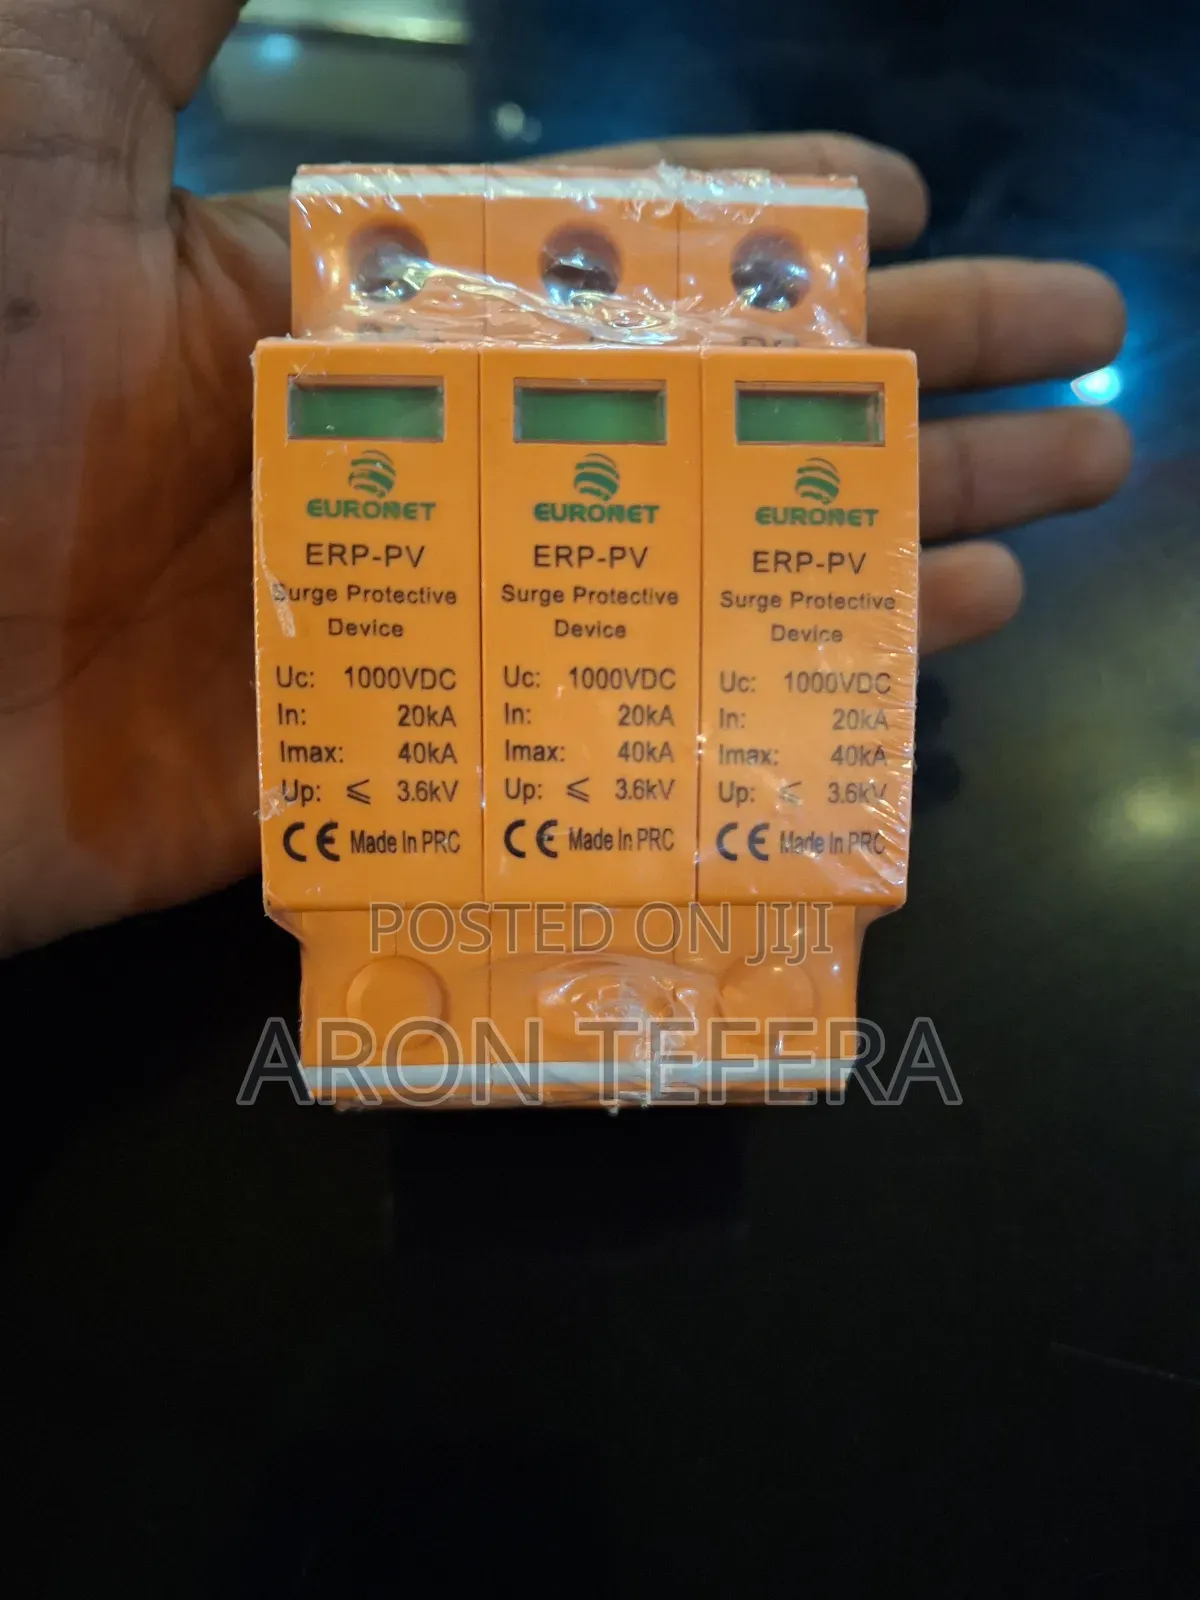 EURONET
ERP-PV
Surge Protective
Device
Uc: 1000VDC
In: 20kA
Imax: 40kA
Up: ≤ 3.6kV
CE Made In PRC
EURONET
ERP-PV
Surge Protective
Device
Uc: 1000VDC
In: 20kA
Imax: 40kA
Up: ≤ 3.6kV
CE Made In PRC
EURONET
ERP-PV
Surge Protective
Device
Uc: 1000VDC
In: 20kA
Imax: 40kA
Up: ≤ 3.6kV
CE Made In PRC
POSTED ON JIJI
ARON TEFERA